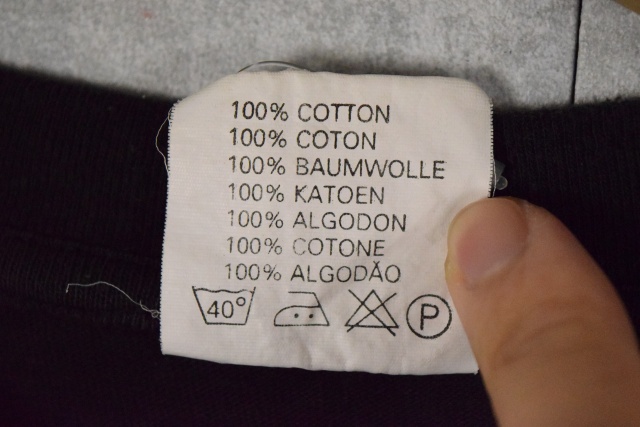 100% COTTON
100% COTON
100% BAUMWOLLE
100% KATOEN
100% ALGODON
100% COTONE
100% ALGODÃO
40° P